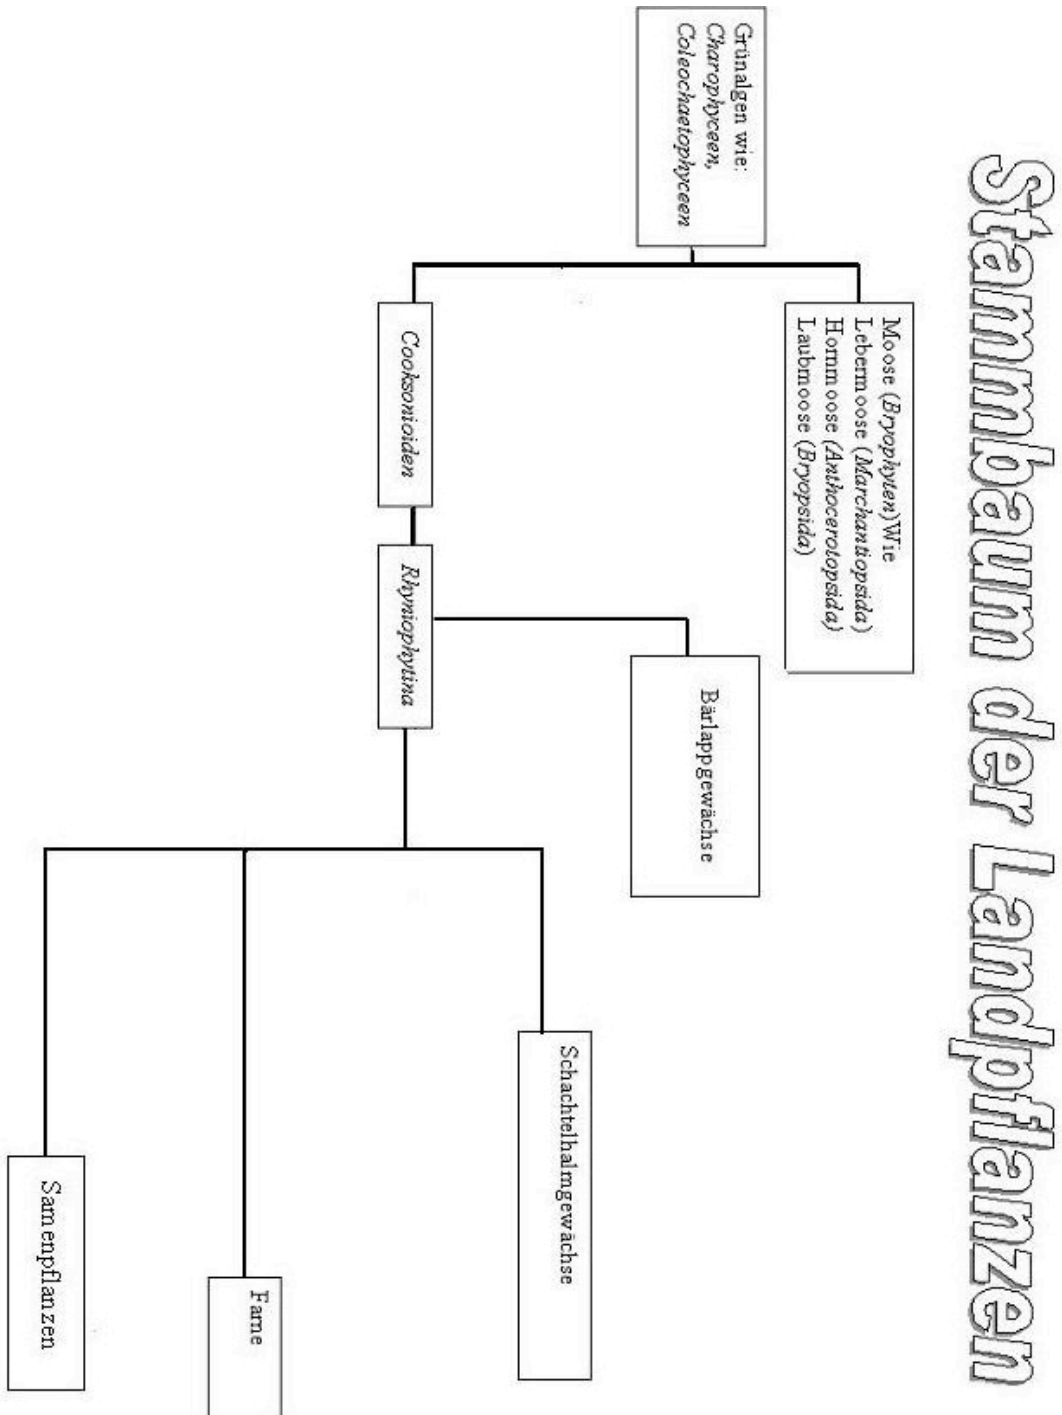 Stammbaum der Landpflanzen
Grünalgen wie:
Charophyceen,
Coleochaetophyceen
Moose (Bryophyten)Wie
Lebermoose (Marchantiopsida)
Hornmoose (Anthocerotopsida)
Laubmoose (Bryopsida)
Cooksonioiden
Rhyniophytina
Bärlappgewächse
Schachtelhalmgewächse
Farne
Samenpflanzen